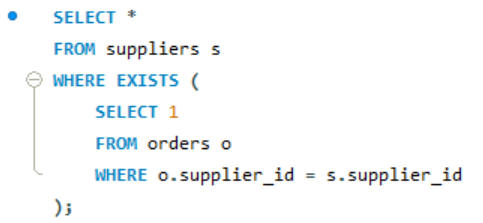 SELECT *
FROM suppliers s
WHERE EXISTS (
    SELECT 1
    FROM orders o
    WHERE o.supplier_id = s.supplier_id
);